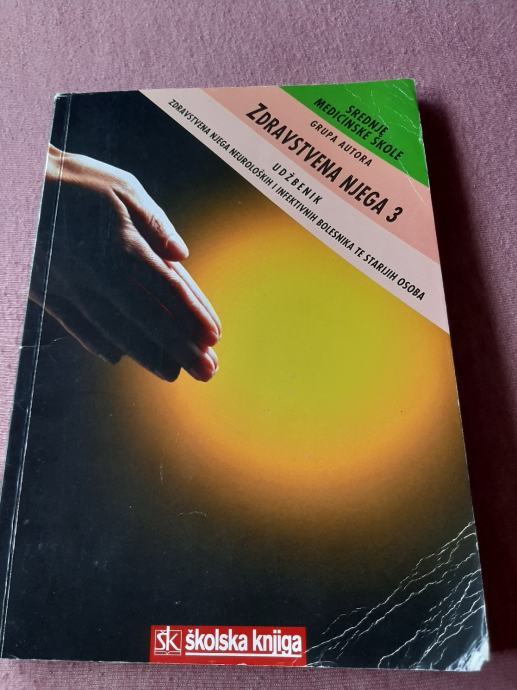 SREDNJE
MEDICINSKE ŠKOLE
GRUPA AUTORA
ZDRAVSTVENA NJEGA 3
UDŽBENIK
ZDRAVSTVENA NJEGA NEUROLOŠKIH I INFEKTIVNIH BOLESNIKA TE STARIJIH OSOBA
šk školska knjiga